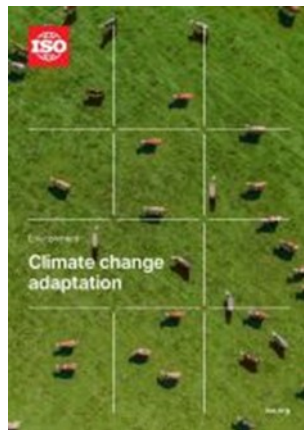 ISO
Environment
Climate change
adaptation
iso.org